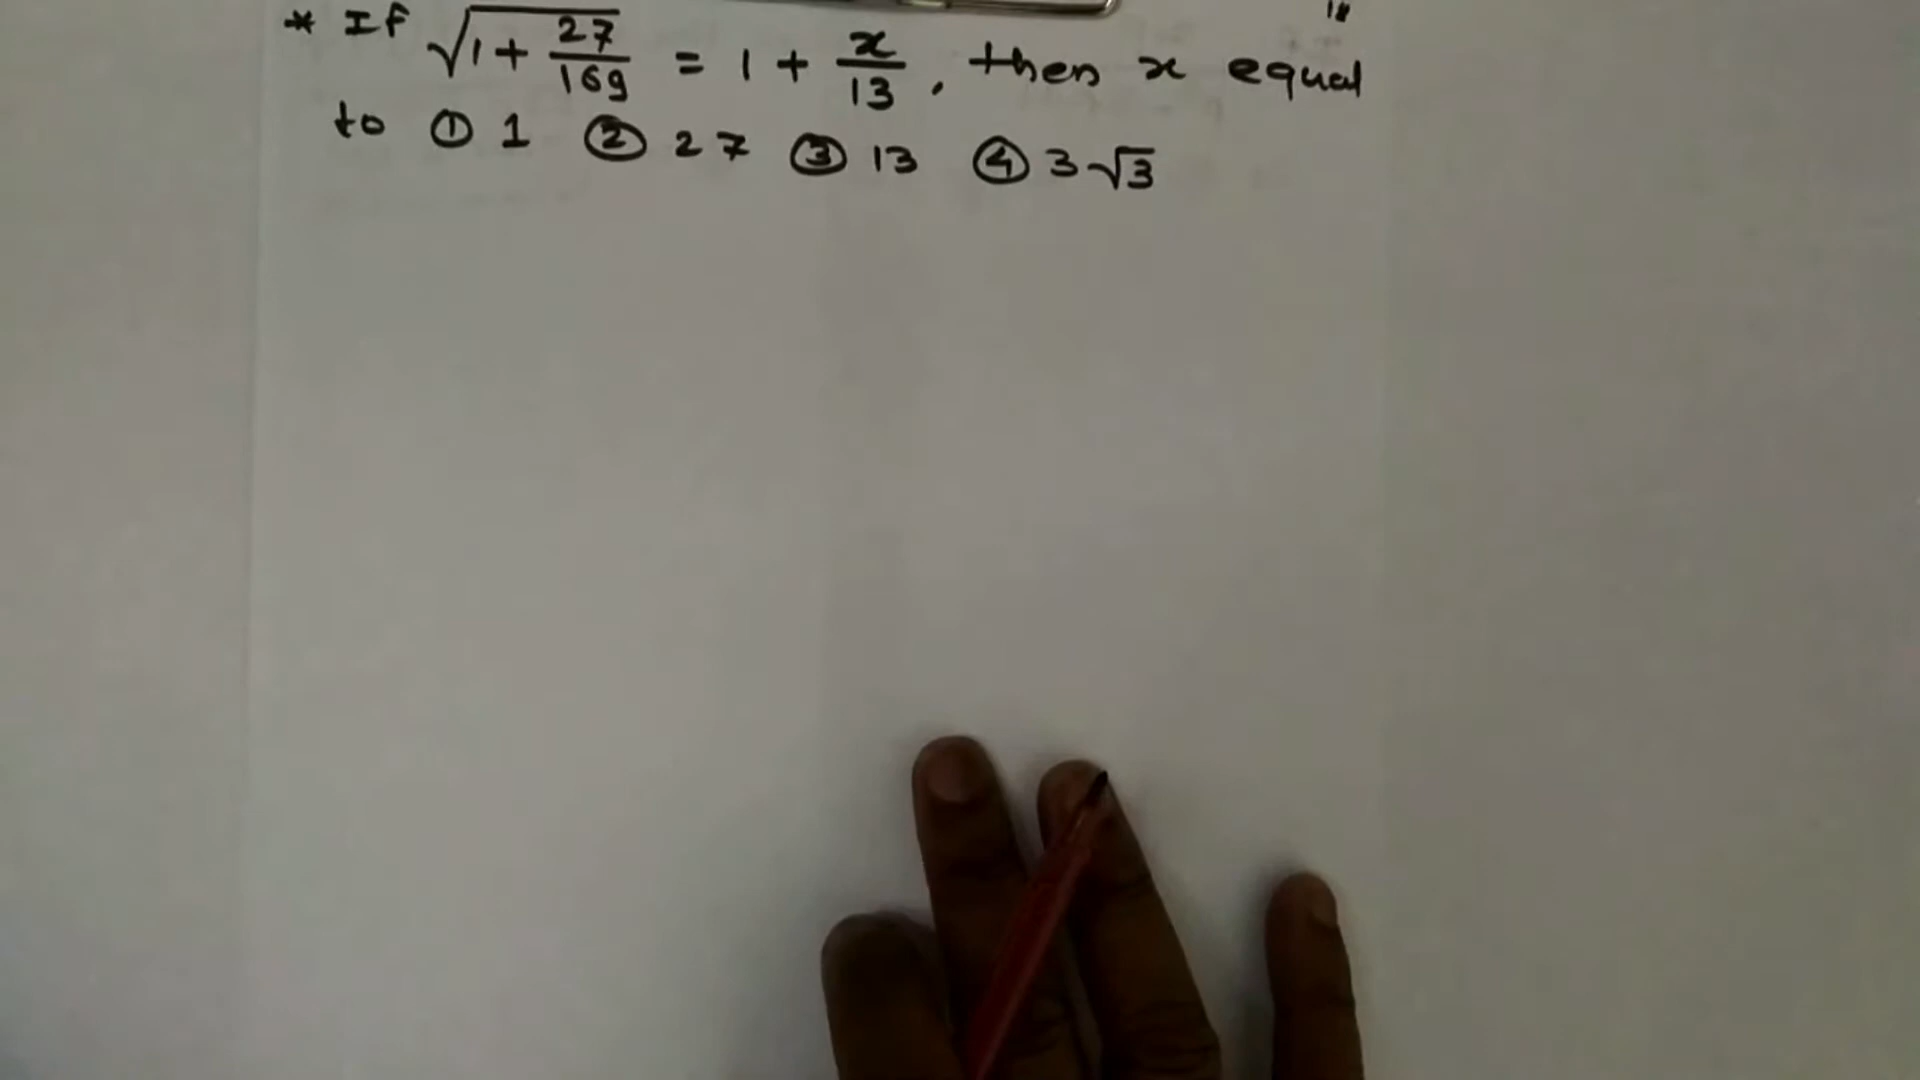 * If √1 + 27/169 = 1 + x/13, then x equal
to ① 1 ② 27 ③ 13 ④ 3√3